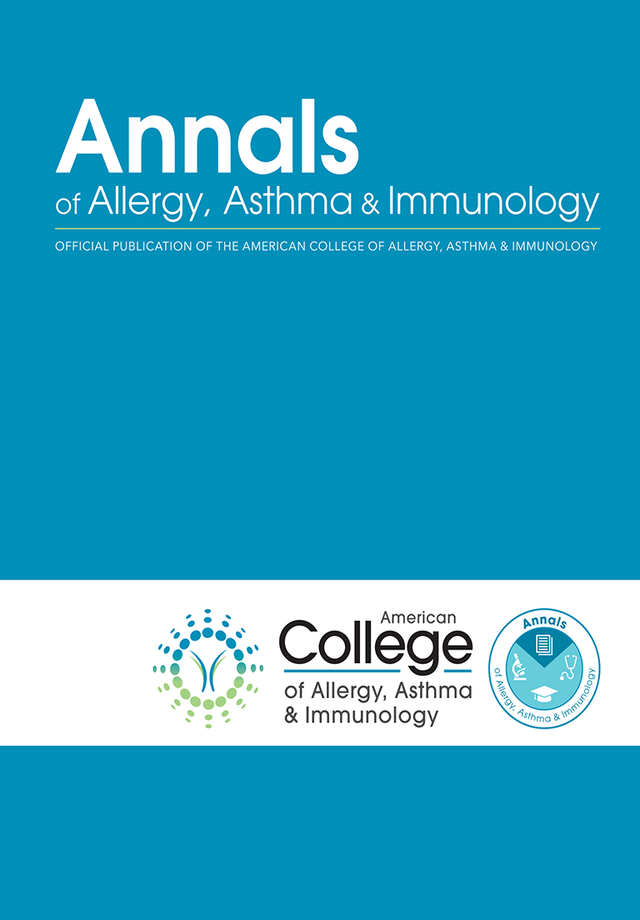 Annals
of Allergy, Asthma & Immunology
OFFICIAL PUBLICATION OF THE AMERICAN COLLEGE OF ALLERGY, ASTHMA & IMMUNOLOGY
American
College
of Allergy, Asthma
& Immunology
Annals
of Allergy, Asthma & Immunology